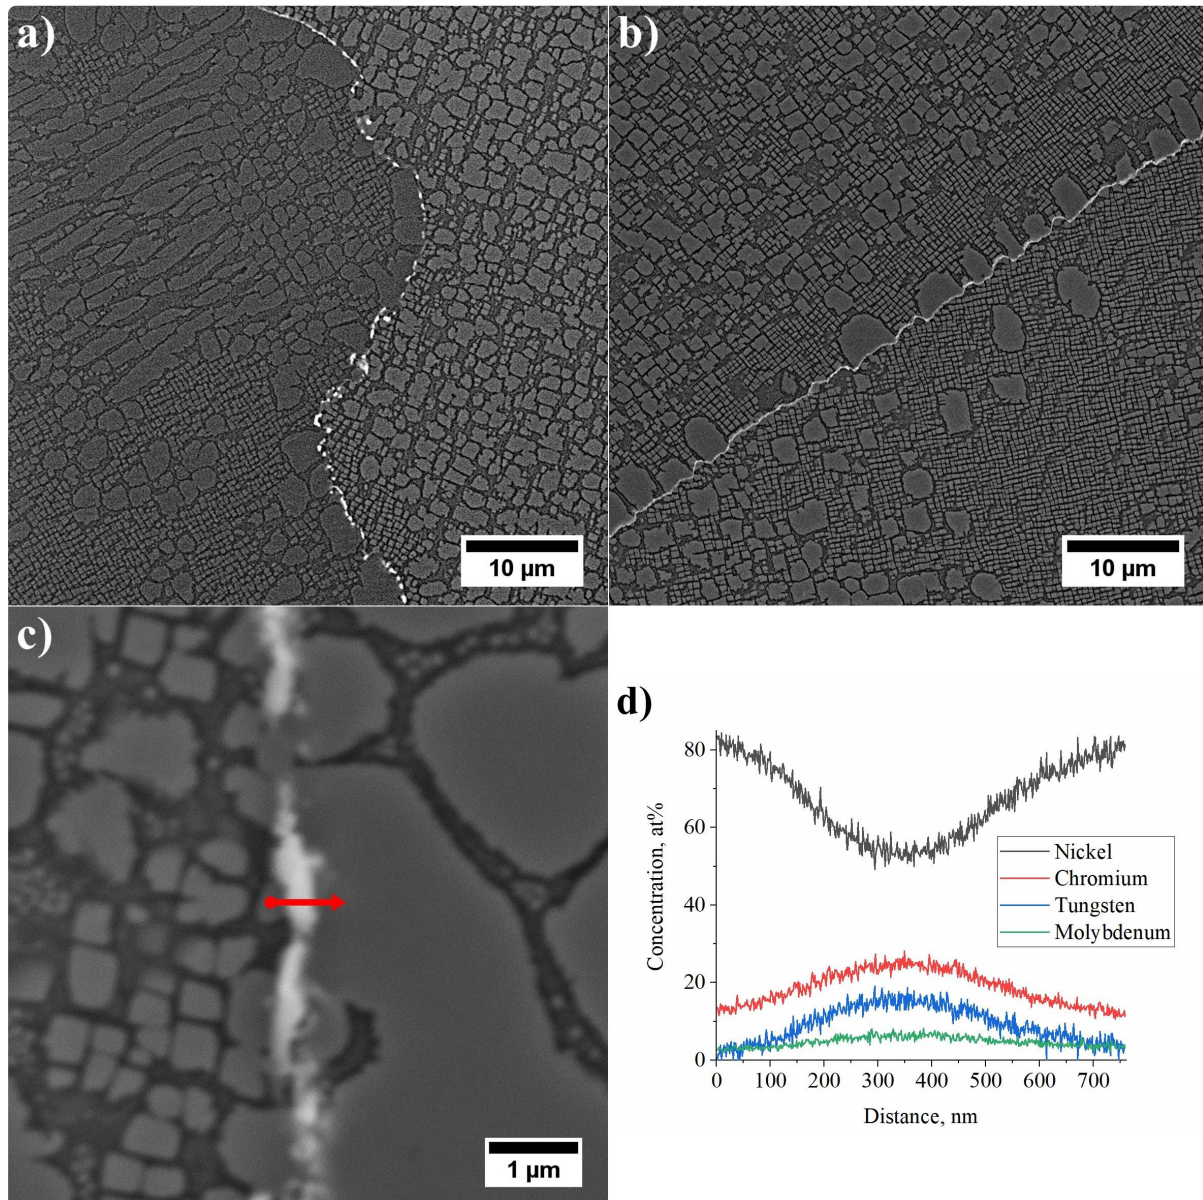 a)
10 µm
b)
10 µm
c)
1 µm
d)
Concentration, at%
80
60
40
20
0
Nickel
Chromium
Tungsten
Molybdenum
0 100 200 300 400 500 600 700
Distance, nm